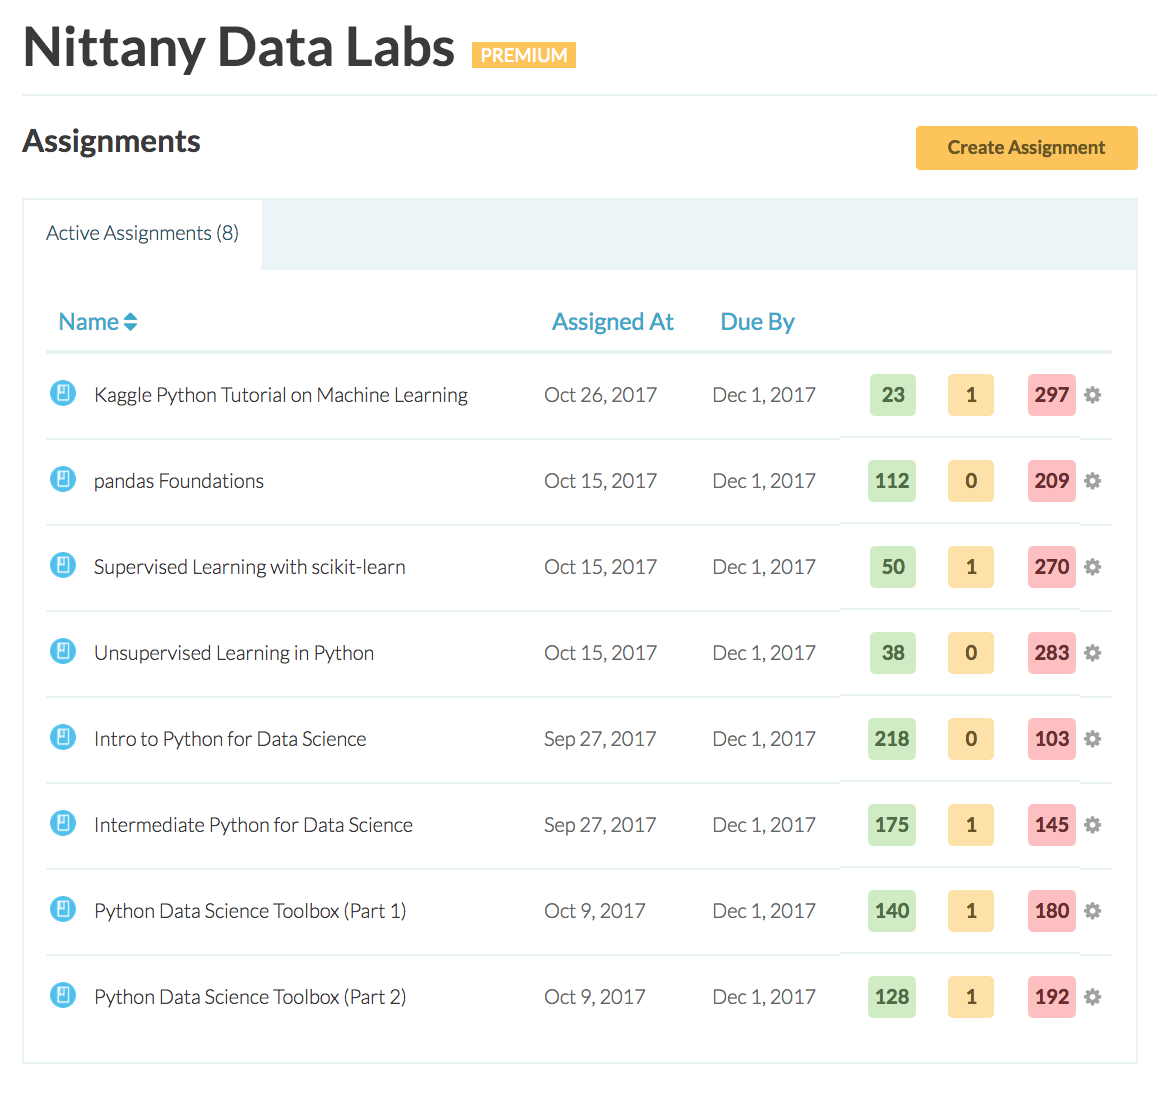 Nittany Data Labs PREMIUM
Assignments
Create Assignment
Active Assignments (8)
Name Assigned At Due By
Kaggle Python Tutorial on Machine Learning Oct 26, 2017 Dec 1, 2017 23 1 297
pandas Foundations Oct 15, 2017 Dec 1, 2017 112 0 209
Supervised Learning with scikit-learn Oct 15, 2017 Dec 1, 2017 50 1 270
Unsupervised Learning in Python Oct 15, 2017 Dec 1, 2017 38 0 283
Intro to Python for Data Science Sep 27, 2017 Dec 1, 2017 218 0 103
Intermediate Python for Data Science Sep 27, 2017 Dec 1, 2017 175 1 145
Python Data Science Toolbox (Part 1) Oct 9, 2017 Dec 1, 2017 140 1 180
Python Data Science Toolbox (Part 2) Oct 9, 2017 Dec 1, 2017 128 1 192